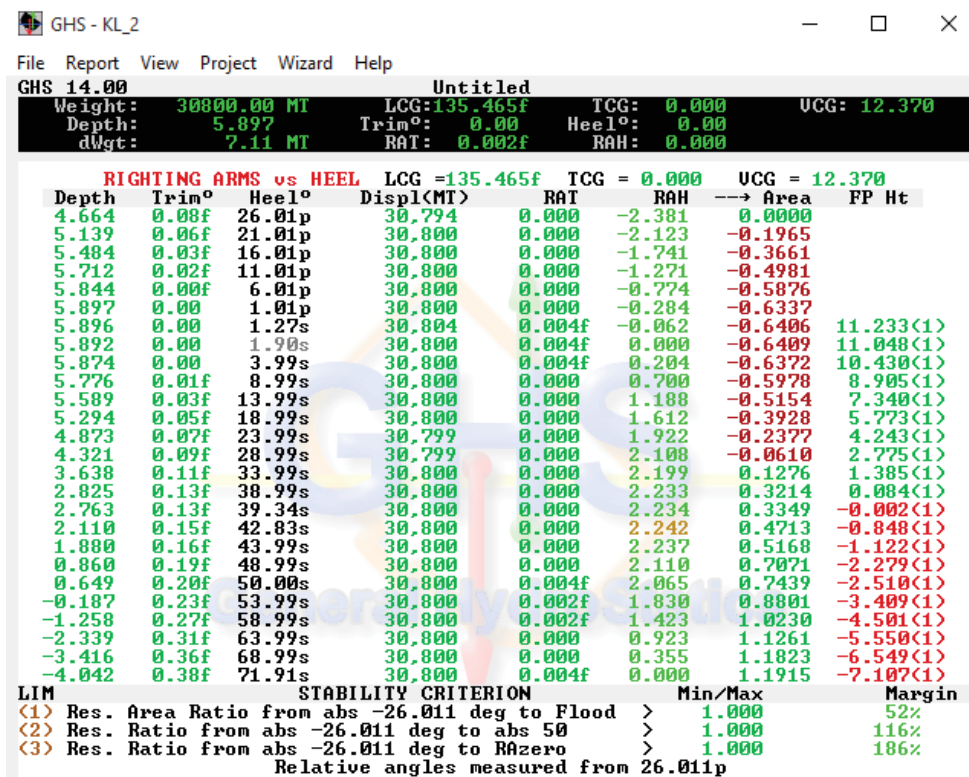 GHS - KL_2
File Report View Project Wizard Help
GHS 14.00 Untitled
Weight: 30800.00 MT LCG:135.465f TCG: 0.000 VCG: 12.370
Depth: 5.897 Trimº: 0.00 Heelº: 0.00
dWgt: 7.11 MT RAT: 0.002f RAH: 0.000
RIGHTING ARMS vs HEEL LCG =135.465f TCG = 0.000 VCG = 12.370
Depth Trimº Heelº Displ(MT) RAT RAH --→ Area FP Ht
4.664 0.08f 26.01p 30,794 0.000 -2.381 0.0000
5.139 0.06f 21.01p 30,800 0.000 -2.123 -0.1965
5.484 0.03f 16.01p 30,800 0.000 -1.741 -0.3661
5.712 0.02f 11.01p 30,800 0.000 -1.271 -0.4981
5.844 0.00f 6.01p 30,800 0.000 -0.774 -0.5876
5.897 0.00 1.01p 30,800 0.000 -0.284 -0.6337
5.896 0.00 1.27s 30,804 0.004f -0.062 -0.6406 11.233(1)
5.892 0.00 1.90s 30,800 0.004f 0.000 -0.6409 11.048(1)
5.874 0.00 3.99s 30,800 0.004f 0.204 -0.6372 10.430(1)
5.776 0.01f 8.99s 30,800 0.000 0.700 -0.5978 8.905(1)
5.589 0.03f 13.99s 30,800 0.000 1.188 -0.5154 7.340(1)
5.294 0.05f 18.99s 30,800 0.000 1.612 -0.3928 5.773(1)
4.873 0.07f 23.99s 30,799 0.000 1.922 -0.2377 4.243(1)
4.321 0.09f 28.99s 30,799 0.000 2.108 -0.0610 2.775(1)
3.638 0.11f 33.99s 30,800 0.000 2.199 0.1276 1.385(1)
2.825 0.13f 38.99s 30,800 0.000 2.233 0.3214 0.084(1)
2.763 0.13f 39.34s 30,800 0.000 2.234 0.3349 -0.002(1)
2.110 0.15f 42.83s 30,800 0.000 2.242 0.4713 -0.848(1)
1.880 0.16f 43.99s 30,800 0.000 2.237 0.5168 -1.122(1)
0.860 0.19f 48.99s 30,800 0.000 2.110 0.7071 -2.279(1)
0.649 0.20f 50.00s 30,800 0.004f 2.065 0.7439 -2.510(1)
-0.187 0.23f 53.99s 30,800 0.002f 1.830 0.8801 -3.409(1)
-1.258 0.27f 58.99s 30,800 0.002f 1.423 1.0230 -4.501(1)
-2.339 0.31f 63.99s 30,800 0.000 0.923 1.1261 -5.550(1)
-3.416 0.36f 68.99s 30,800 0.000 0.355 1.1823 -6.549(1)
-4.042 0.38f 71.91s 30,800 0.004f 0.000 1.1915 -7.107(1)
GHS
General HydroStatics
LIM STABILITY CRITERION Min/Max Margin
(1) Res. Area Ratio from abs -26.011 deg to Flood > 1.000 52%
(2) Res. Ratio from abs -26.011 deg to abs 50 > 1.000 116%
(3) Res. Ratio from abs -26.011 deg to RAzero > 1.000 186%
Relative angles measured from 26.011p